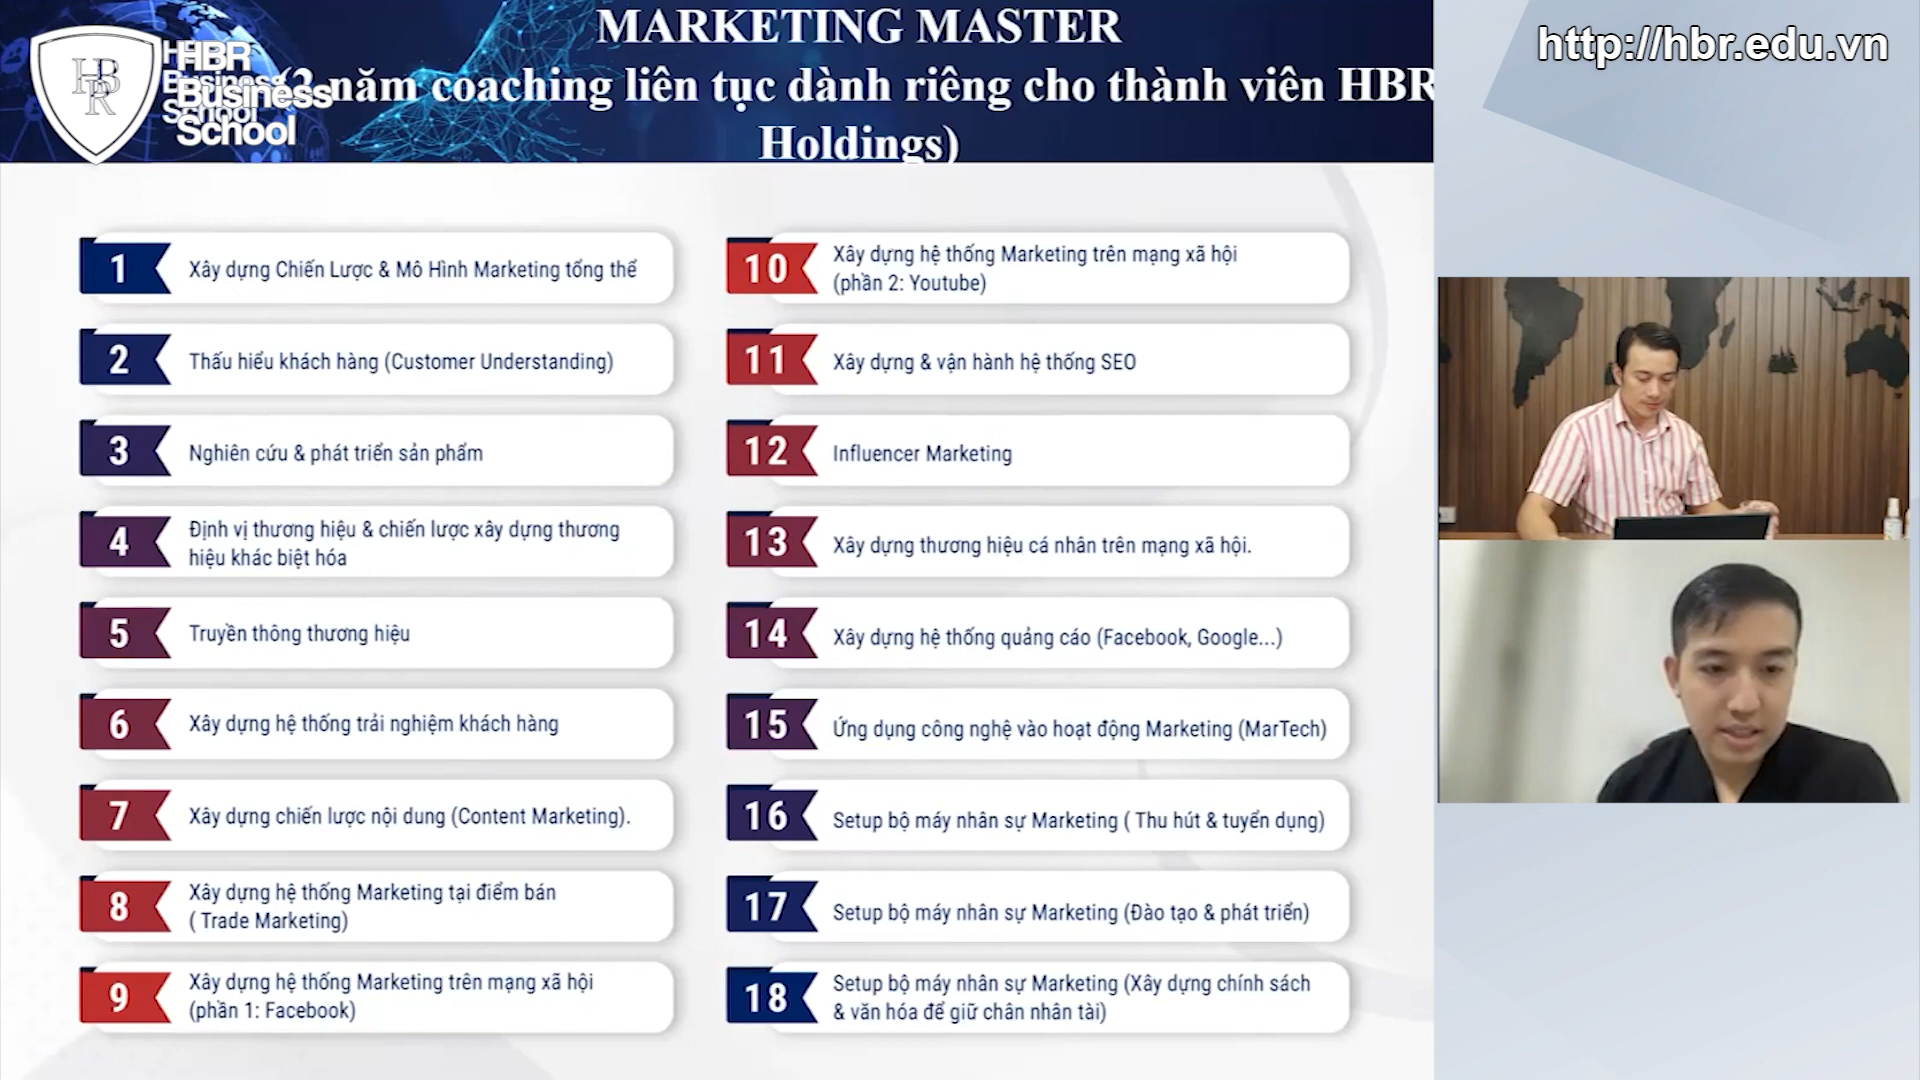 MARKETING MASTER
năm coaching liên tục dành riêng cho thành viên HBR
Holdings)
HBR
Business
School
HBR
Business
School
http://hbr.edu.vn
1
Xây dựng Chiến Lược & Mô Hình Marketing tổng thể
2
Thấu hiểu khách hàng (Customer Understanding)
3
Nghiên cứu & phát triển sản phẩm
4
Định vị thương hiệu & chiến lược xây dựng thương
hiệu khác biệt hóa
5
Truyền thông thương hiệu
6
Xây dựng hệ thống trải nghiệm khách hàng
7
Xây dựng chiến lược nội dung (Content Marketing).
8
Xây dựng hệ thống Marketing tại điểm bán
( Trade Marketing)
9
Xây dựng hệ thống Marketing trên mạng xã hội
(phần 1: Facebook)
10
Xây dựng hệ thống Marketing trên mạng xã hội
(phần 2: Youtube)
11
Xây dựng & vận hành hệ thống SEO
12
Influencer Marketing
13
Xây dựng thương hiệu cá nhân trên mạng xã hội.
14
Xây dựng hệ thống quảng cáo (Facebook, Google...)
15
Ứng dụng công nghệ vào hoạt động Marketing (MarTech)
16
Setup bộ máy nhân sự Marketing ( Thu hút & tuyển dụng)
17
Setup bộ máy nhân sự Marketing (Đào tạo & phát triển)
18
Setup bộ máy nhân sự Marketing (Xây dựng chính sách
& văn hóa để giữ chân nhân tài)